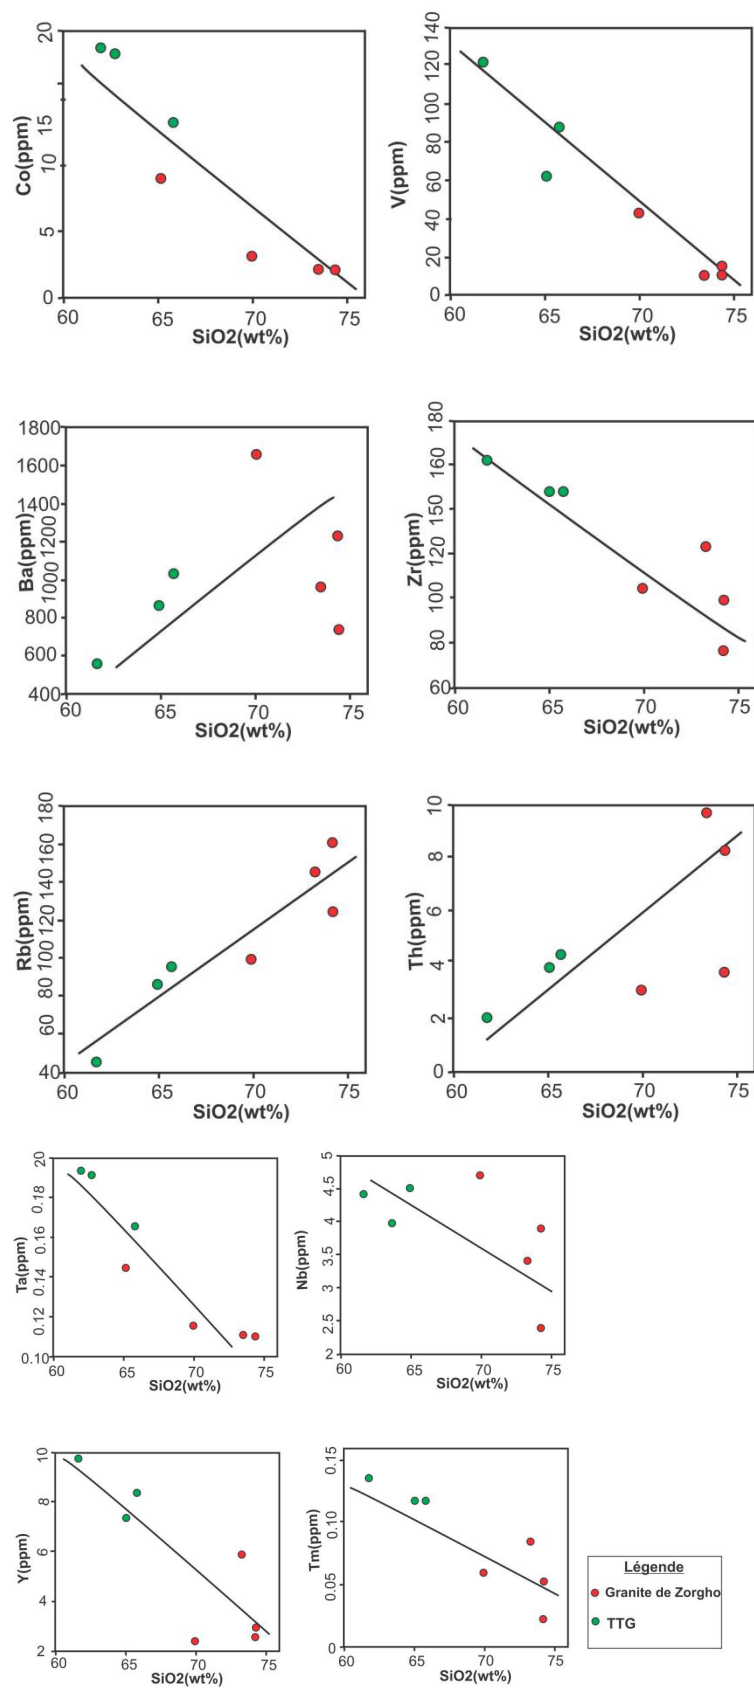 20
15
10
5
0
Co(ppm)
60 65 70 75
SiO2(wt%)
140
120
100
80
60
40
20
0
V(ppm)
60 65 70 75
SiO2(wt%)
1800
1600
1400
1200
1000
800
600
400
Ba(ppm)
60 65 70 75
SiO2(wt%)
180
160
150
120
100
80
60
Zr(ppm)
60 65 70 75
SiO2(wt%)
180
160
140
120
100
80
60
40
Rb(ppm)
60 65 70 75
SiO2(wt%)
10
8
6
4
2
0
Th(ppm)
60 65 70 75
SiO2(wt%)
20
0.18
0.16
0.14
0.12
0.10
Ta(ppm)
60 65 70 75
SiO2(wt%)
5
4.5
4
3.5
3
2.5
2
Nb(ppm)
60 65 70 75
SiO2(wt%)
10
8
6
4
2
Y(ppm)
60 65 70 75
SiO2(wt%)
0.15
0.10
0.05
0
Tm(ppm)
60 65 70 75
SiO2(wt%)
Légende
Granite de Zorgho
TTG